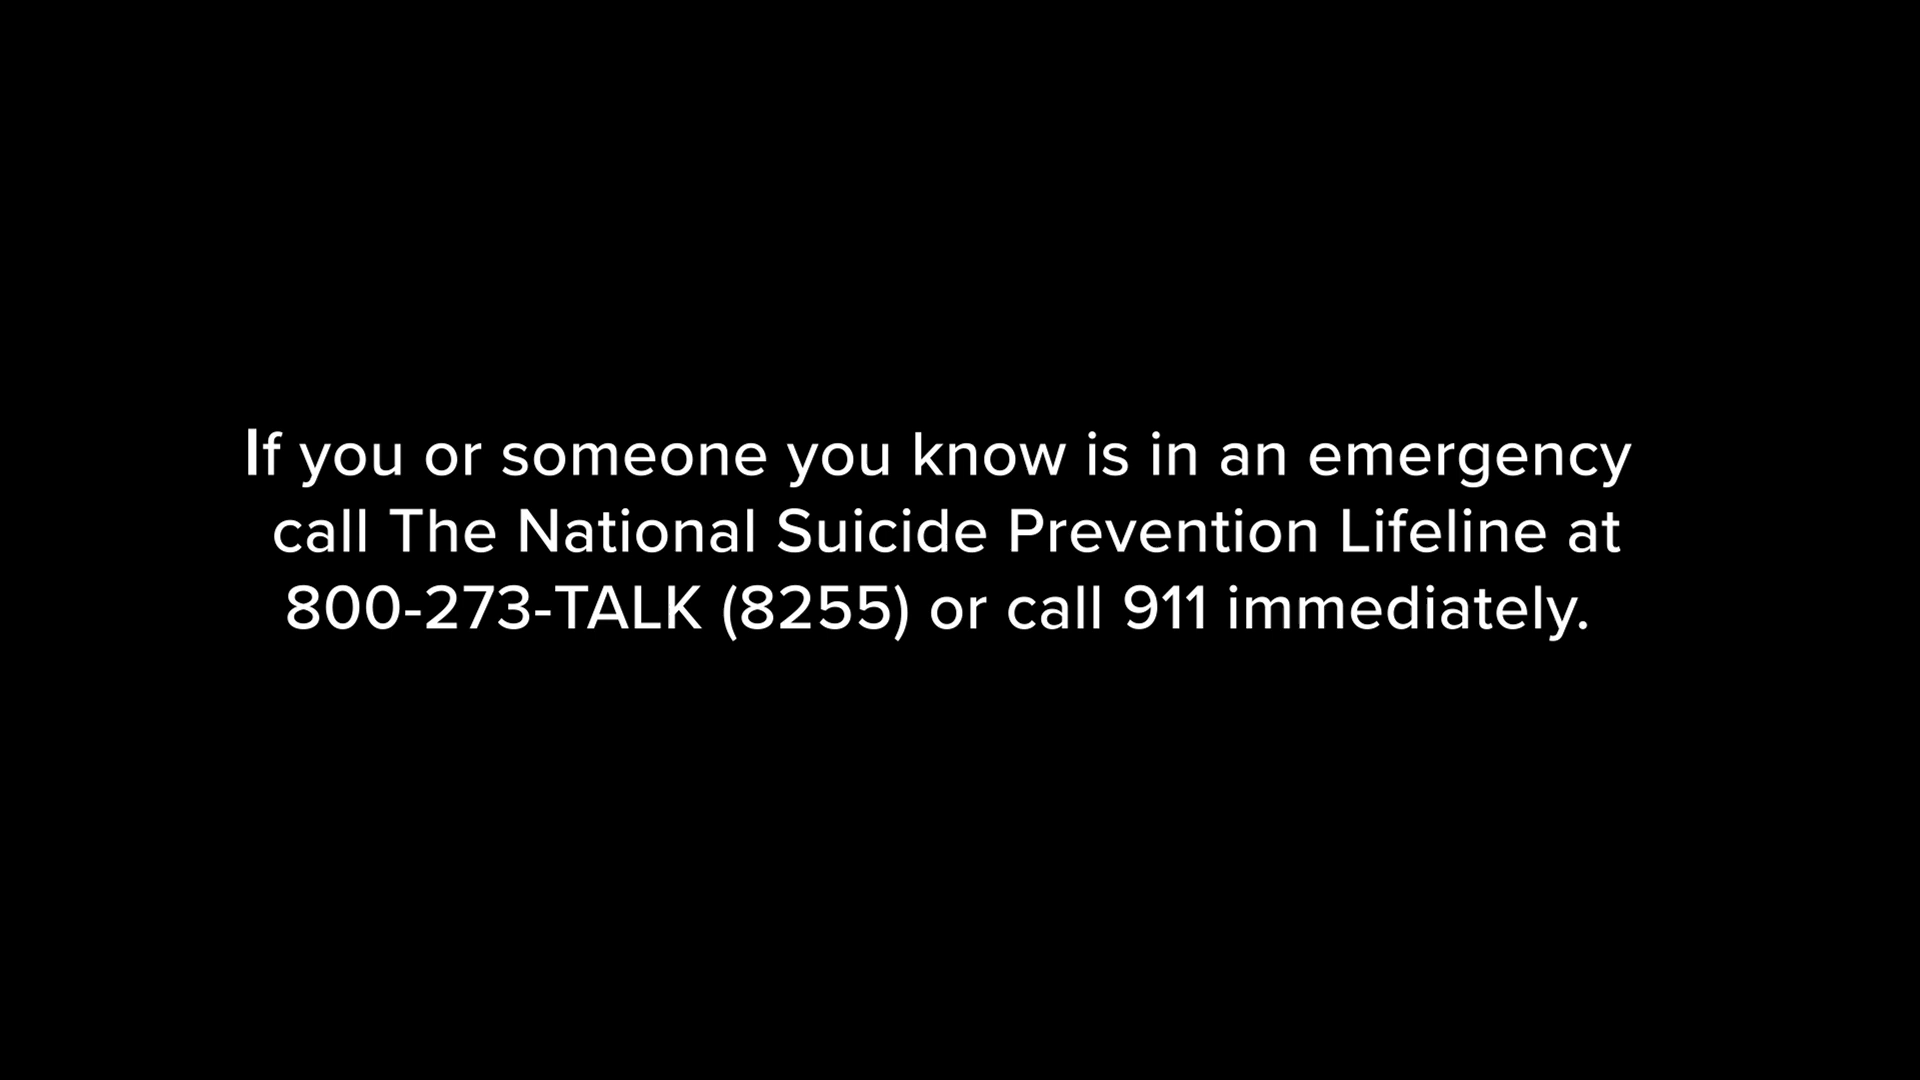 If you or someone you know is in an emergency
call The National Suicide Prevention Lifeline at
800-273-TALK (8255) or call 911 immediately.